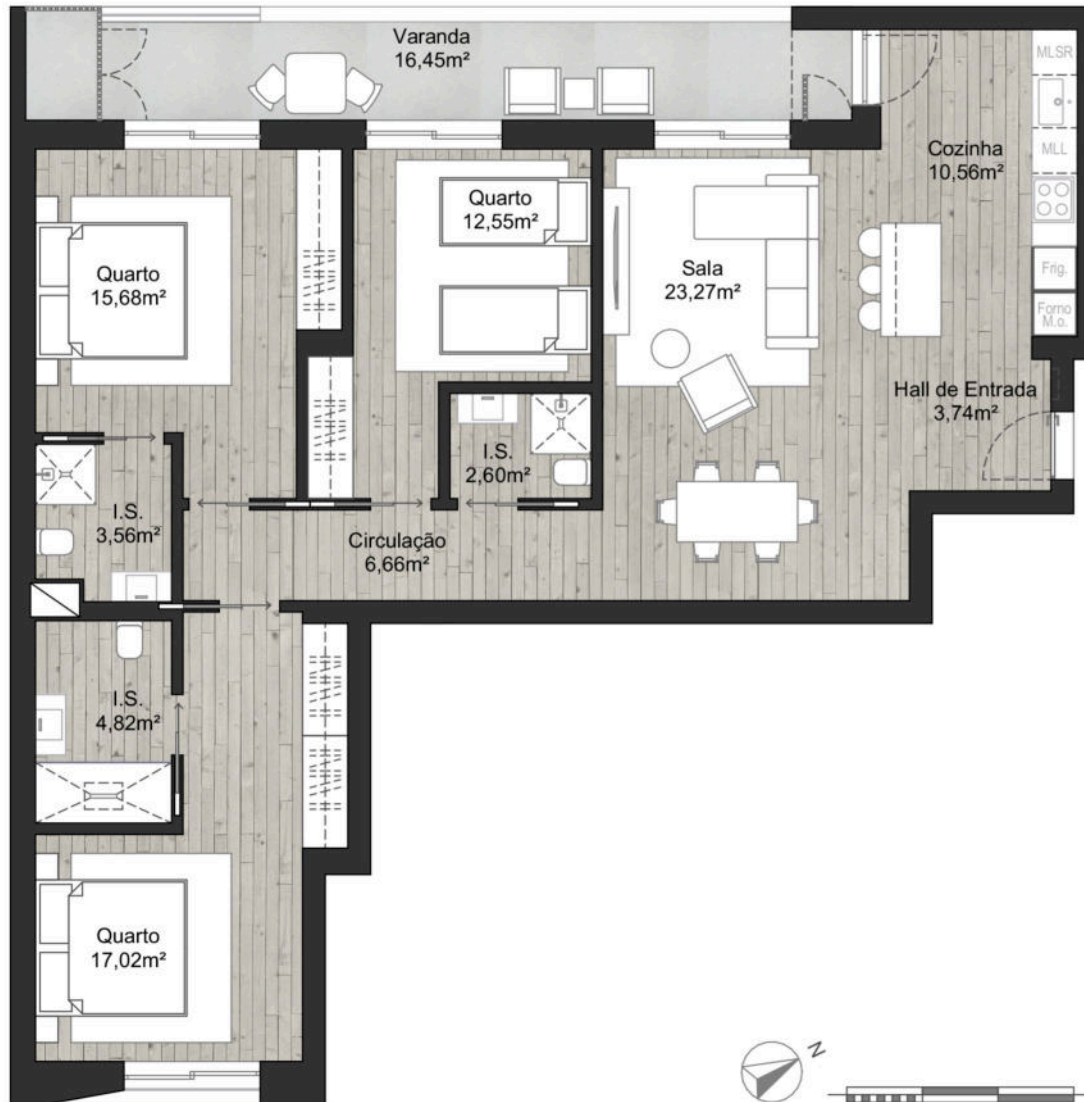 Varanda
16,45m²
MLSR
Cozinha
10,56m²
MLL
Quarto
12,55m²
Quarto
15,68m²
Sala
23,27m²
Frig.
Forno
M.o.
Hall de Entrada
3,74m²
I.S.
2,60m²
I.S.
3,56m²
Circulação
6,66m²
I.S.
4,82m²
Quarto
17,02m²
N